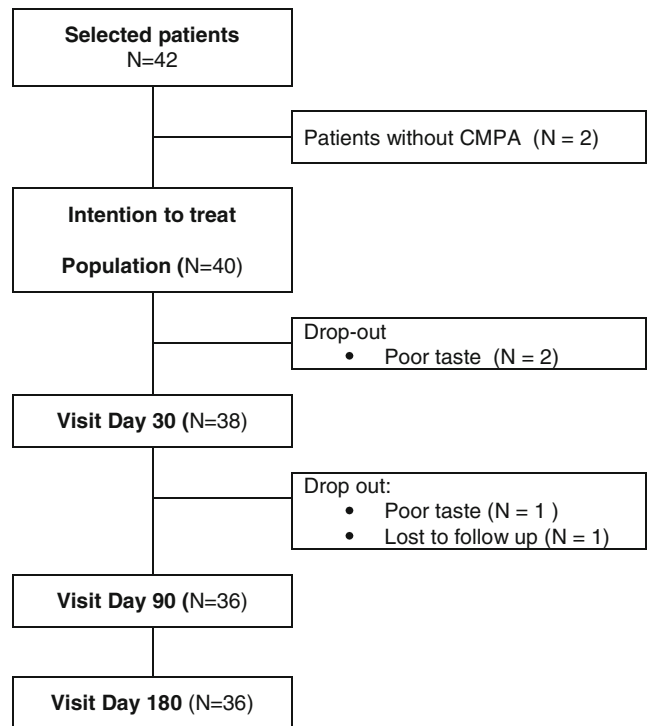 Selected patients
N=42
Patients without CMPA (N = 2)
Intention to treat
Population (N=40)
Drop-out
• Poor taste (N = 2)
Visit Day 30 (N=38)
Drop out:
• Poor taste (N = 1 )
• Lost to follow up (N = 1)
Visit Day 90 (N=36)
Visit Day 180 (N=36)